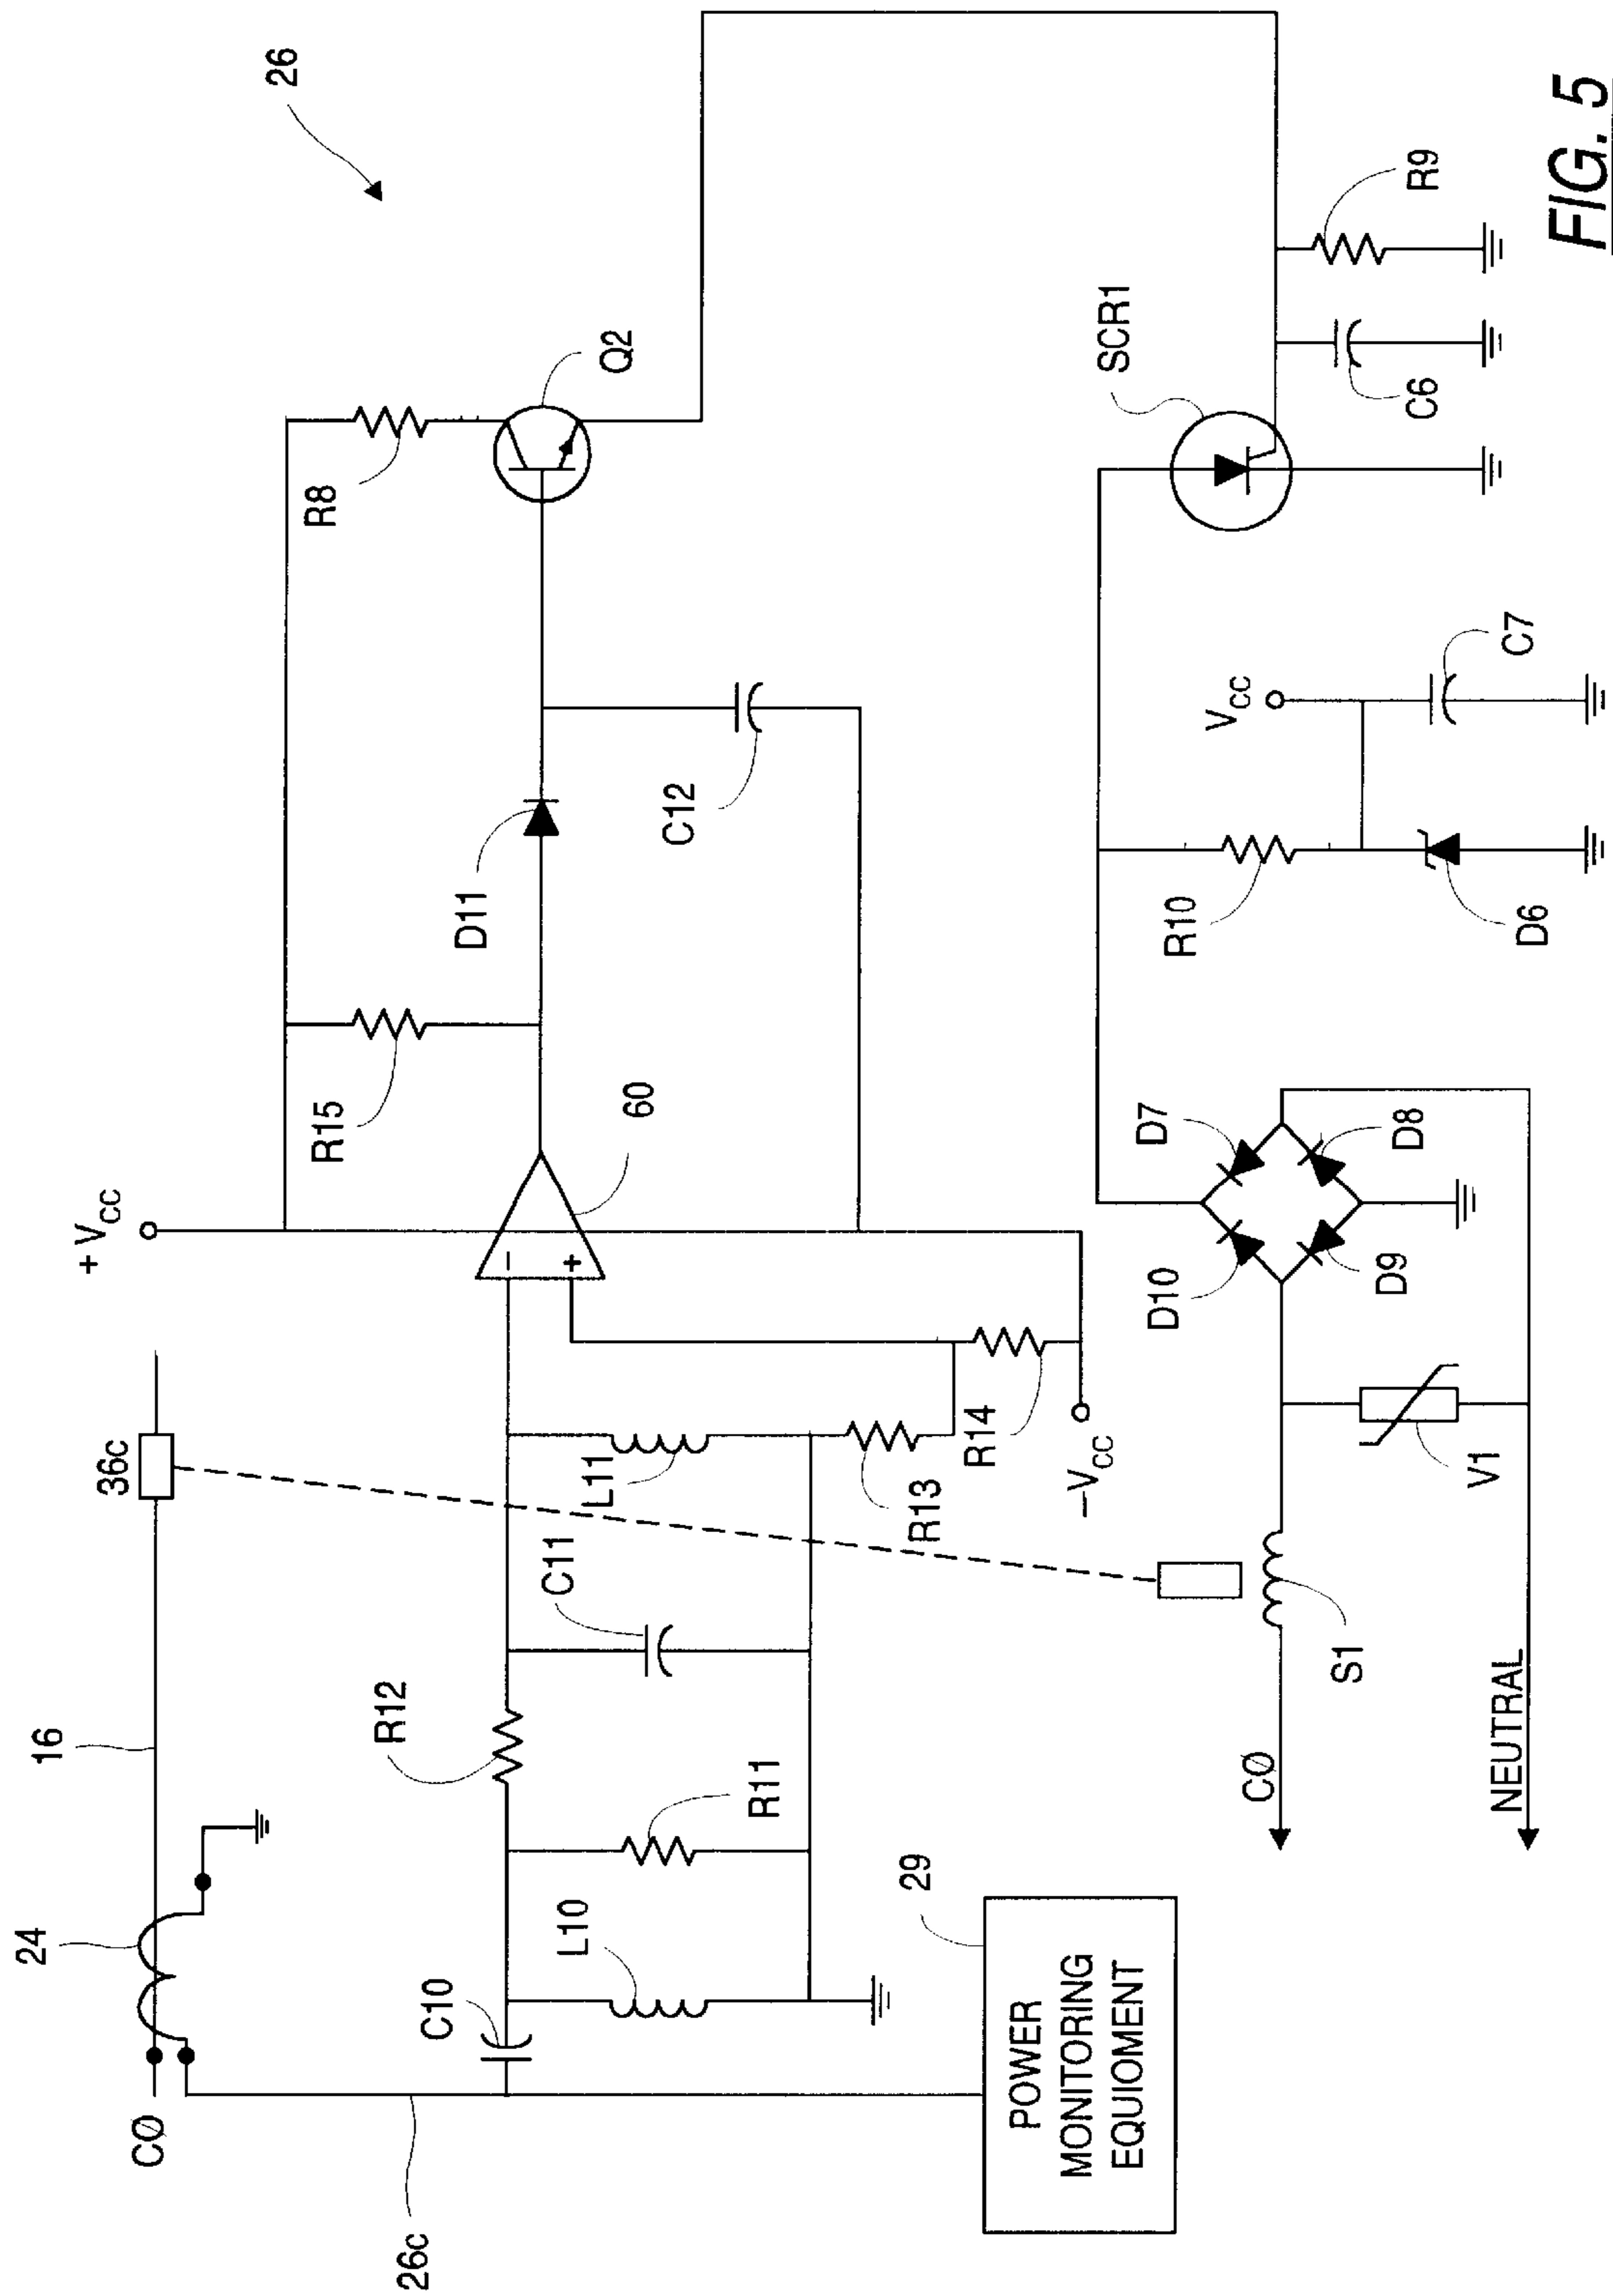 26
+ VCC
R8
Q2
R15
D11
60
C12
36c
16
24
CØ
26c
C10
L10
R11
R12
C11
L11
R13
R14
−VCC
29
POWER
MONITORING
EQUIOMENT
SCR1
C6
R9
VCC
C7
R10
D6
D7
D8
D10
D9
V1
S1
CØ
NEUTRAL
FIG. 5